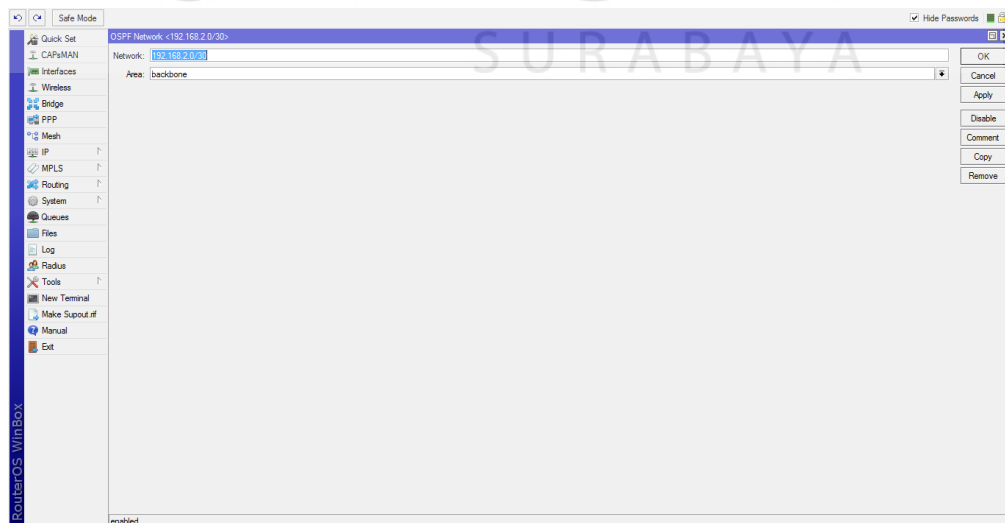 Safe Mode
Hide Passwords
OSPF Network <192.168.2.0/30>
SURABAYA
Quick Set
CAPsMAN
Interfaces
Wireless
Bridge
PPP
Mesh
IP
MPLS
Routing
System
Queues
Files
Log
Radius
Tools
New Terminal
Make Supout.rif
Manual
Exit
Network: 192.168.2.0/30
Area: backbone
OK
Cancel
Apply
Disable
Comment
Copy
Remove
RouterOS WinBox
enabled